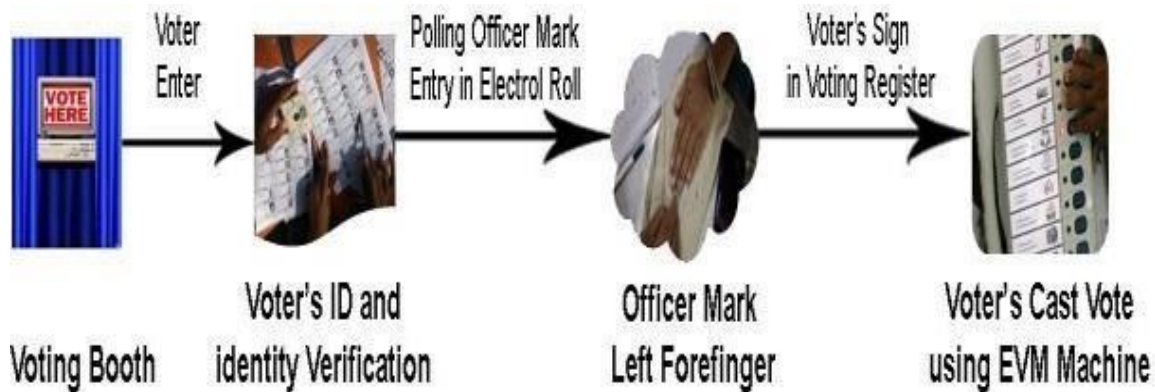 Voter
Enter
Polling Officer Mark
Entry in Electrol Roll
Voter's Sign
in Voting Register
VOTE
HERE
Voting Booth
Voter's ID and
identity Verification
Officer Mark
Left Forefinger
Voter's Cast Vote
using EVM Machine